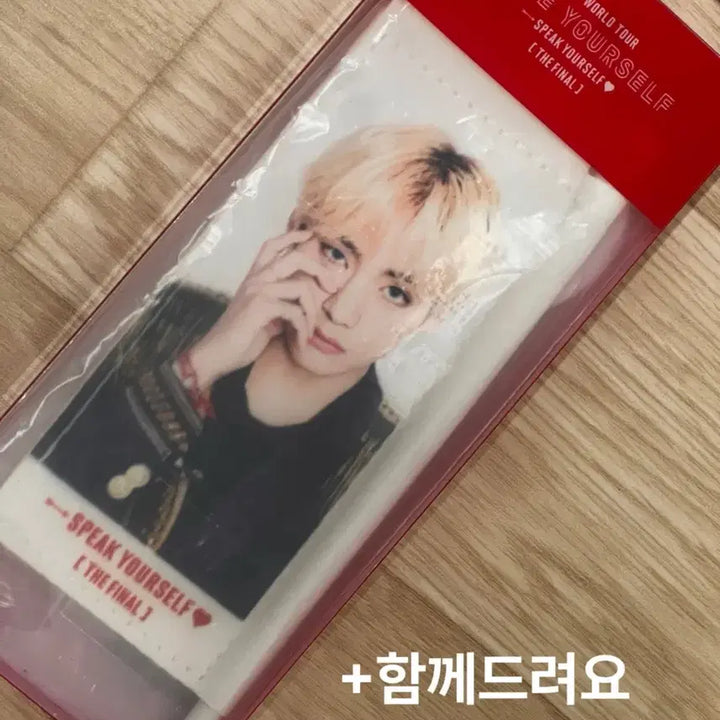 WORLD TOUR
YOURSELF
SPEAK YOURSELF♥
[ THE FINAL ]
SPEAK YOURSELF♥
[ THE FINAL ]
+함께드려요